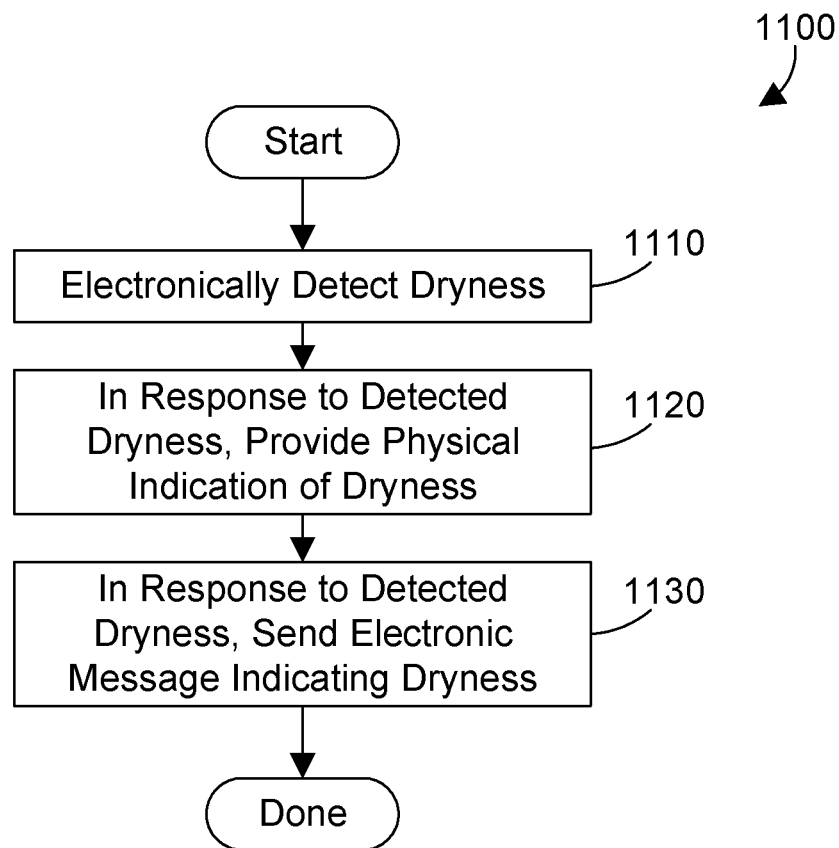 1100
Start
1110
Electronically Detect Dryness
In Response to Detected
Dryness, Provide Physical
Indication of Dryness
1120
In Response to Detected
Dryness, Send Electronic
Message Indicating Dryness
1130
Done